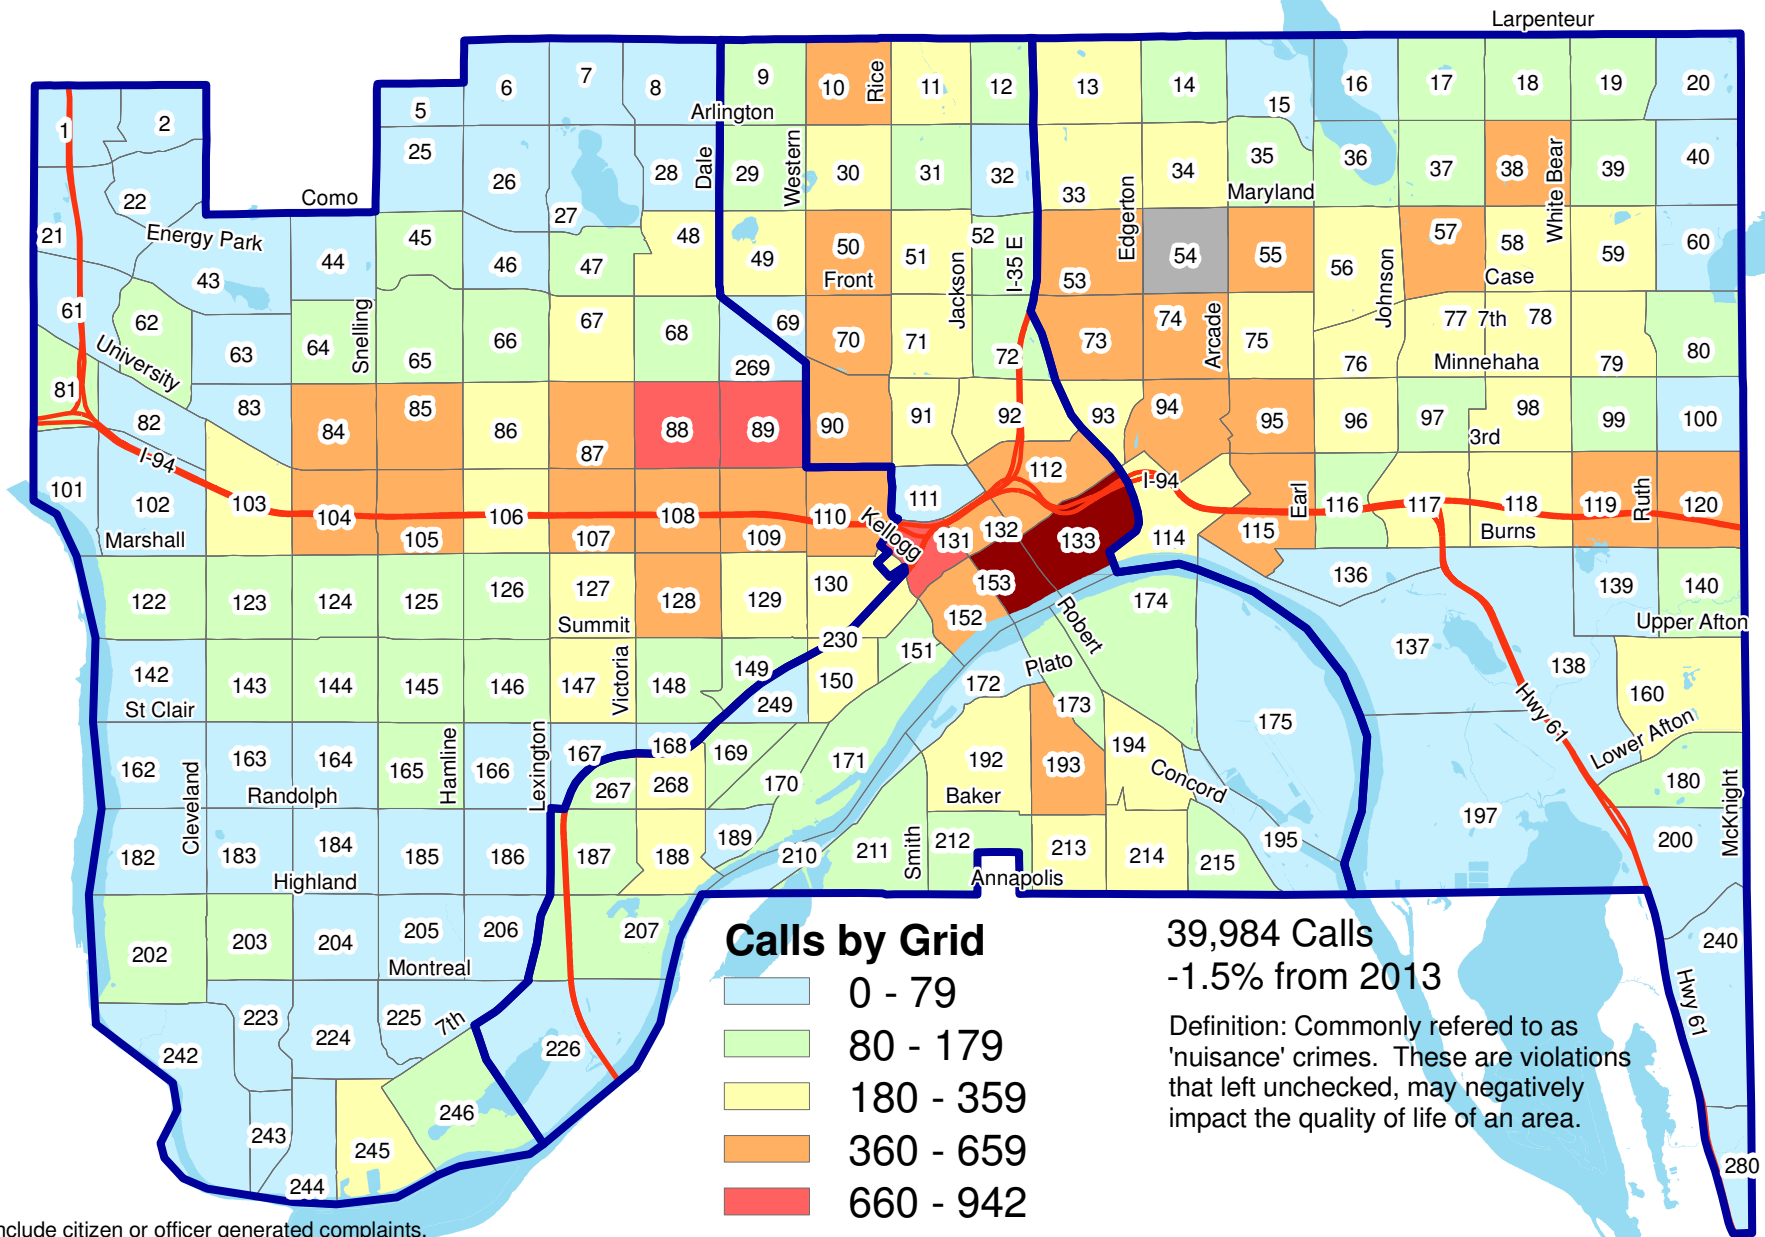 Larpenteur
1 2 5 6 7 8 9 10 Rice 11 12 13 14 15 16 17 18 19 20
Arlington
22 25 26 27 28 Dale 29 Western 30 31 32 33 Edgerton 34 35 36 37 38 White Bear 39 40
Como
Maryland
21 Energy Park 43 44 45 46 47 48 49 50 51 52 I-35 E 53 54 55 56 57 58 59 60
Front
Case
61 62 63 64 Snelling 65 66 67 68 69 70 71 Jackson 72 73 74 Arcade 75 76 Johnson 77 7th 78 79 80
University
269
Minnehaha
81 82 83 84 85 86 87 88 89 90 91 92 93 94 95 96 97 98 99 100
3rd
I-94
101 102 103 104 105 106 107 108 109 110 111 112 I-94 115 Earl 116 117 118 119 Ruth 120
Marshall
Kellogg
Burns
122 123 124 125 126 127 128 129 130 131 132 133 114 136 139 140
Summit
153 152 Robert 174 137 138
Upper Afton
230
142 143 144 145 146 147 Victoria 148 149 150 151 172 Plato 173 175 160
St Clair
249
Hwy 61
Lower Afton
162 Cleveland 163 164 165 Hamline 166 Lexington 167 168 169 170 171 192 193 194 180
Randolph
267 268
Baker
Concord
197
McKnight
182 183 184 185 186 187 188 189 210 211 Smith 212 213 214 215 195 200
Highland
Annapolis
202 203 204 205 206 207 240
Montreal
Hwy 61
223 224 225 7th 226
242 243 244 245 246 280
Calls by Grid
0 - 79
80 - 179
180 - 359
360 - 659
660 - 942
39,984 Calls
-1.5% from 2013
Definition: Commonly refered to as
'nuisance' crimes. These are violations
that left unchecked, may negatively
impact the quality of life of an area.
nclude citizen or officer generated complaints.